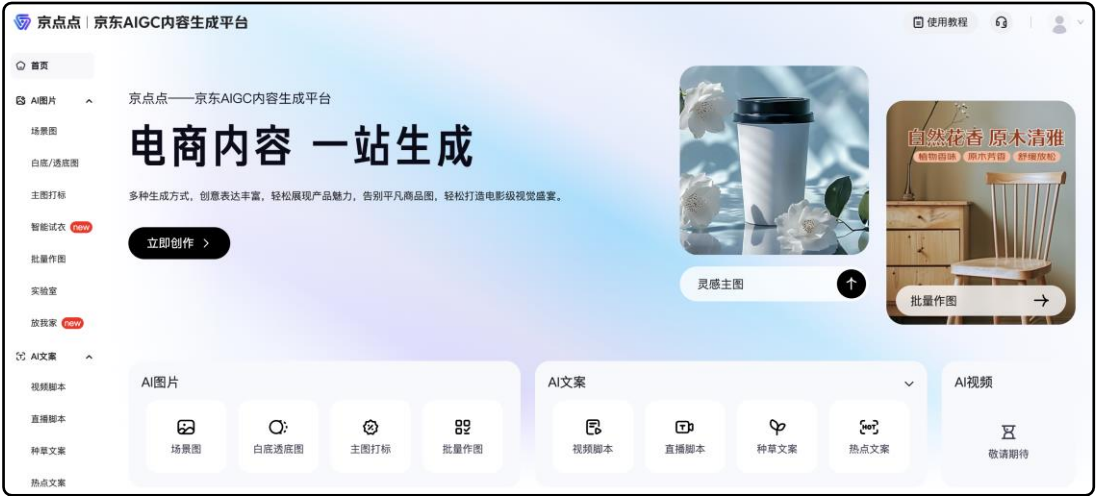 京点点 | 京东AIGC内容生成平台
使用教程
首页
AI图片
场景图
白底/透底图
主图打标
智能试衣 new
批量作图
实验室
放我家 new
AI文案
视频脚本
直播脚本
种草文案
热点文案
京点点——京东AIGC内容生成平台
电商内容 一站生成
多种生成方式，创意表达丰富，轻松展现产品魅力，告别平凡商品图，轻松打造电影级视觉盛宴。
立即创作
灵感主图
自然花香 原木清雅
植物香味 原木芳香 舒缓放松
批量作图
AI图片
场景图
白底透底图
主图打标
批量作图
AI文案
视频脚本
直播脚本
种草文案
HOT
热点文案
AI视频
敬请期待